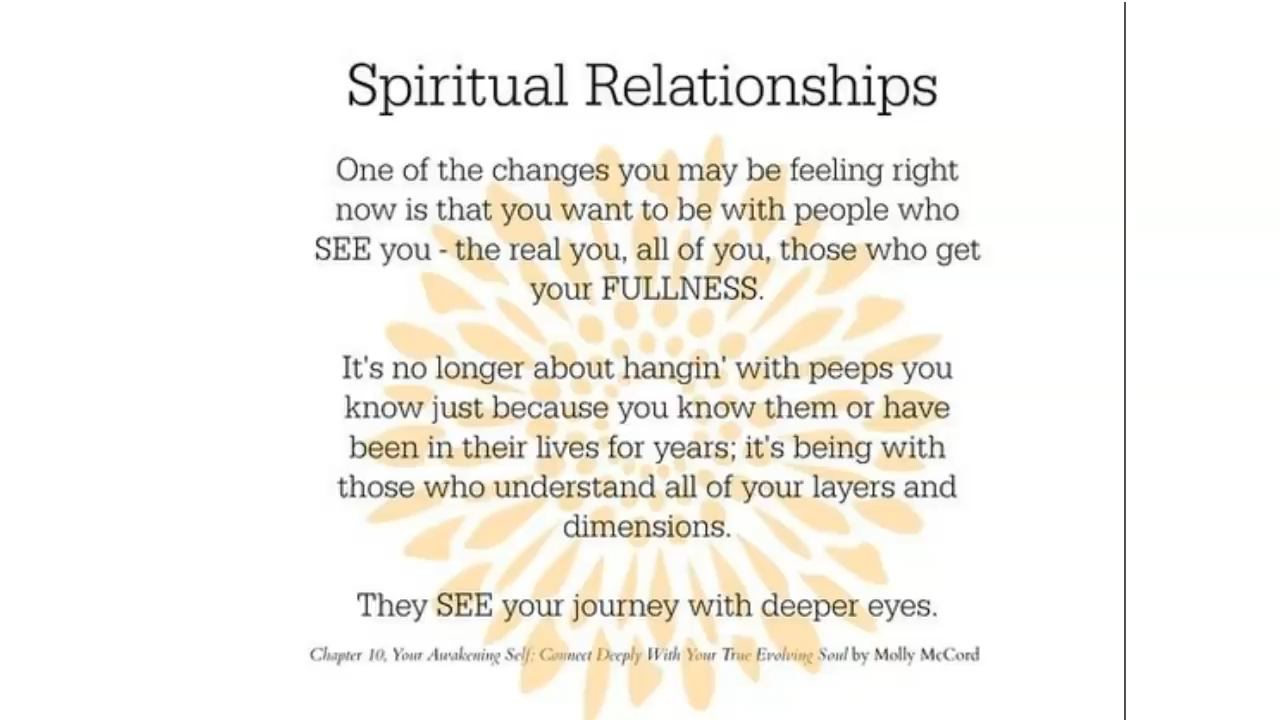 Spiritual Relationships
One of the changes you may be feeling right
now is that you want to be with people who
SEE you - the real you, all of you, those who get
your FULLNESS.
It's no longer about hangin' with peeps you
know just because you know them or have
been in their lives for years; it's being with
those who understand all of your layers and
dimensions.
They SEE your journey with deeper eyes.
Chapter 10, Your Awakening Self: Connect Deeply With Your True Evolving Soul by Molly McCord